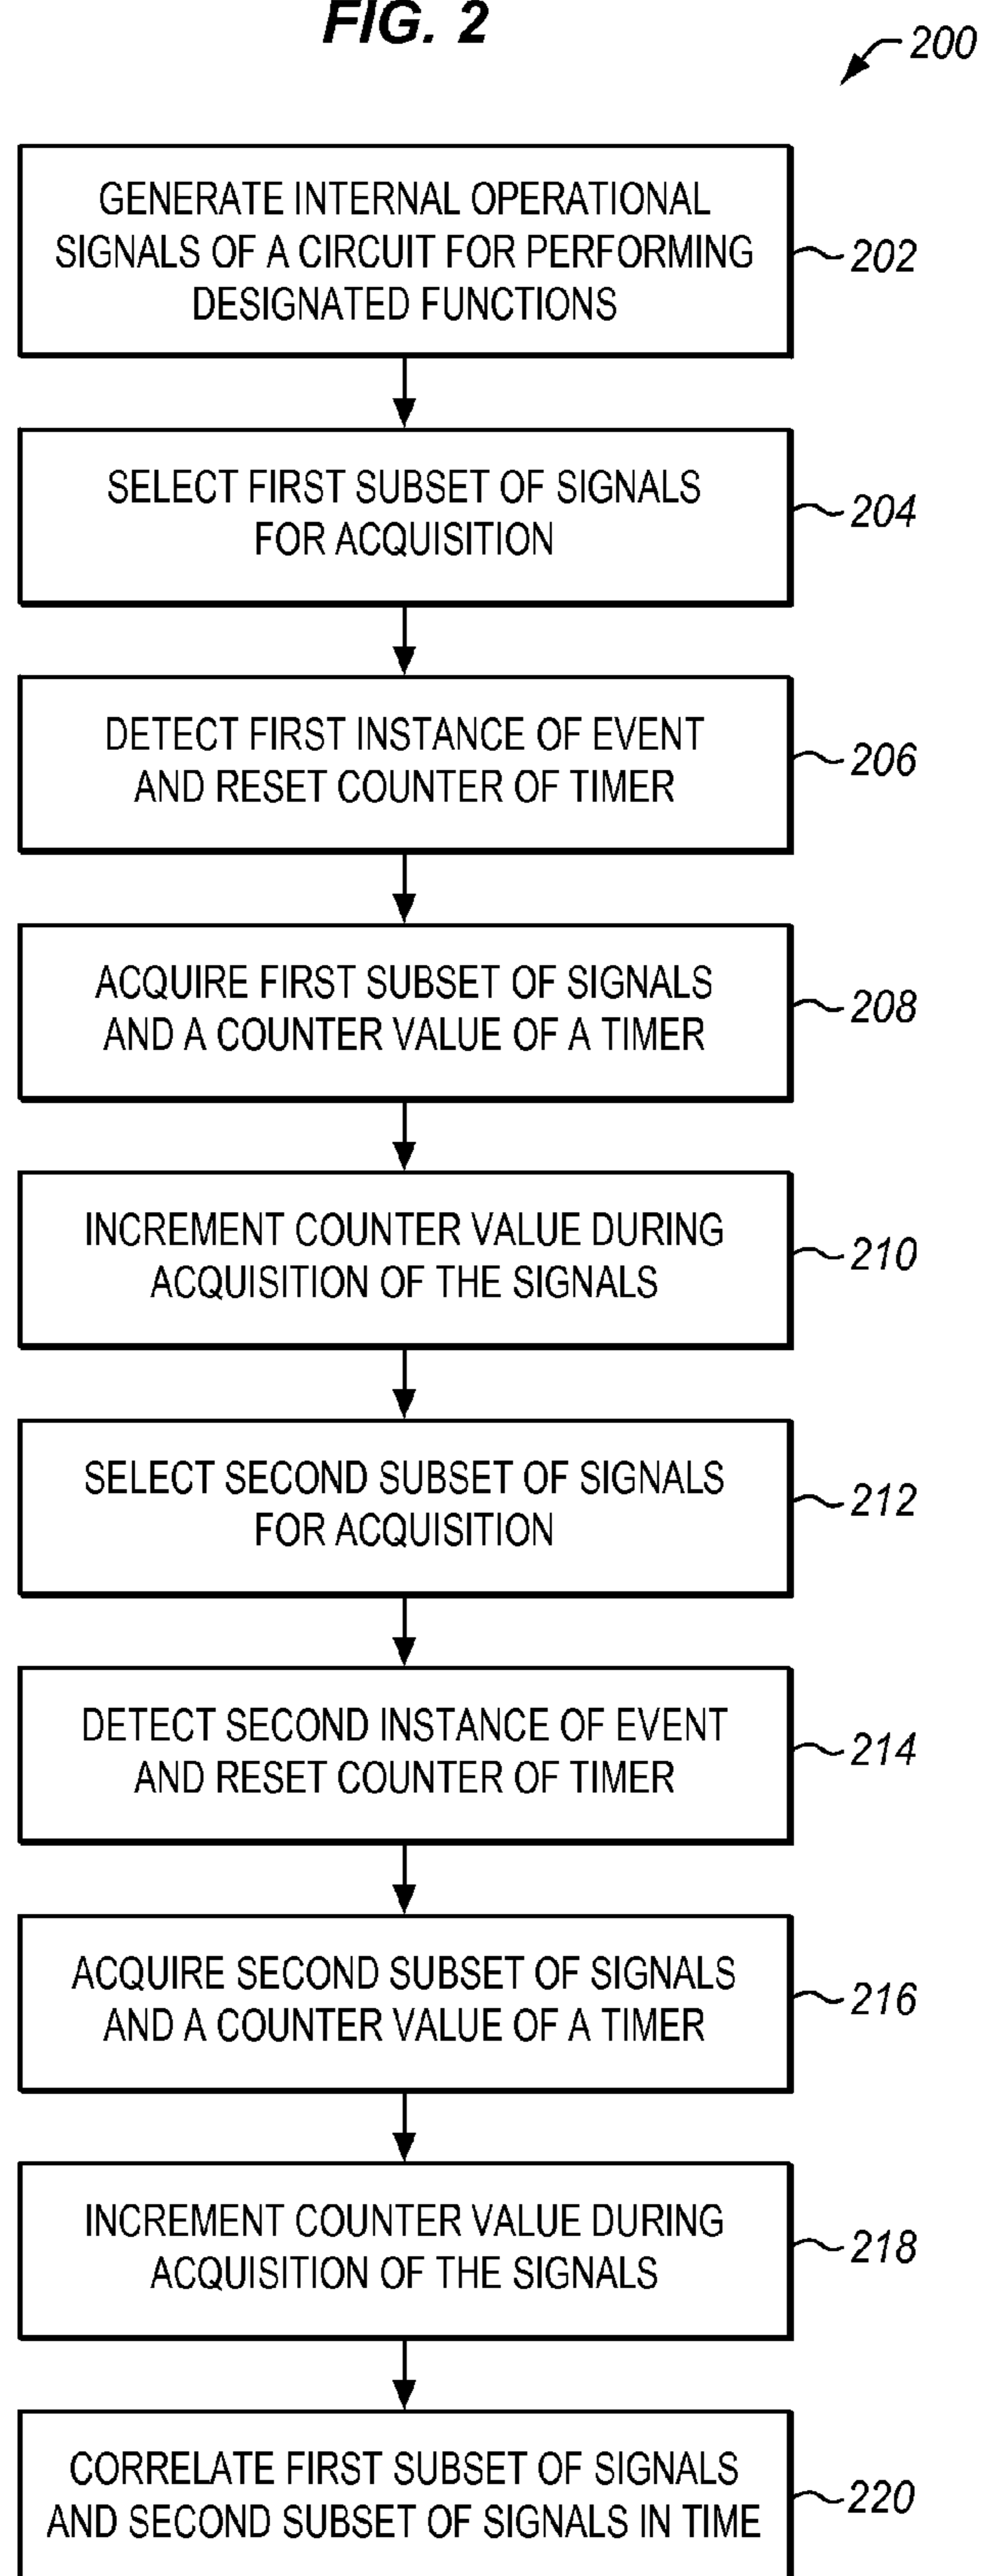 FIG. 2
200
GENERATE INTERNAL OPERATIONAL
SIGNALS OF A CIRCUIT FOR PERFORMING
DESIGNATED FUNCTIONS
202
SELECT FIRST SUBSET OF SIGNALS
FOR ACQUISITION
204
DETECT FIRST INSTANCE OF EVENT
AND RESET COUNTER OF TIMER
206
ACQUIRE FIRST SUBSET OF SIGNALS
AND A COUNTER VALUE OF A TIMER
208
INCREMENT COUNTER VALUE DURING
ACQUISITION OF THE SIGNALS
210
SELECT SECOND SUBSET OF SIGNALS
FOR ACQUISITION
212
DETECT SECOND INSTANCE OF EVENT
AND RESET COUNTER OF TIMER
214
ACQUIRE SECOND SUBSET OF SIGNALS
AND A COUNTER VALUE OF A TIMER
216
INCREMENT COUNTER VALUE DURING
ACQUISITION OF THE SIGNALS
218
CORRELATE FIRST SUBSET OF SIGNALS
AND SECOND SUBSET OF SIGNALS IN TIME
220